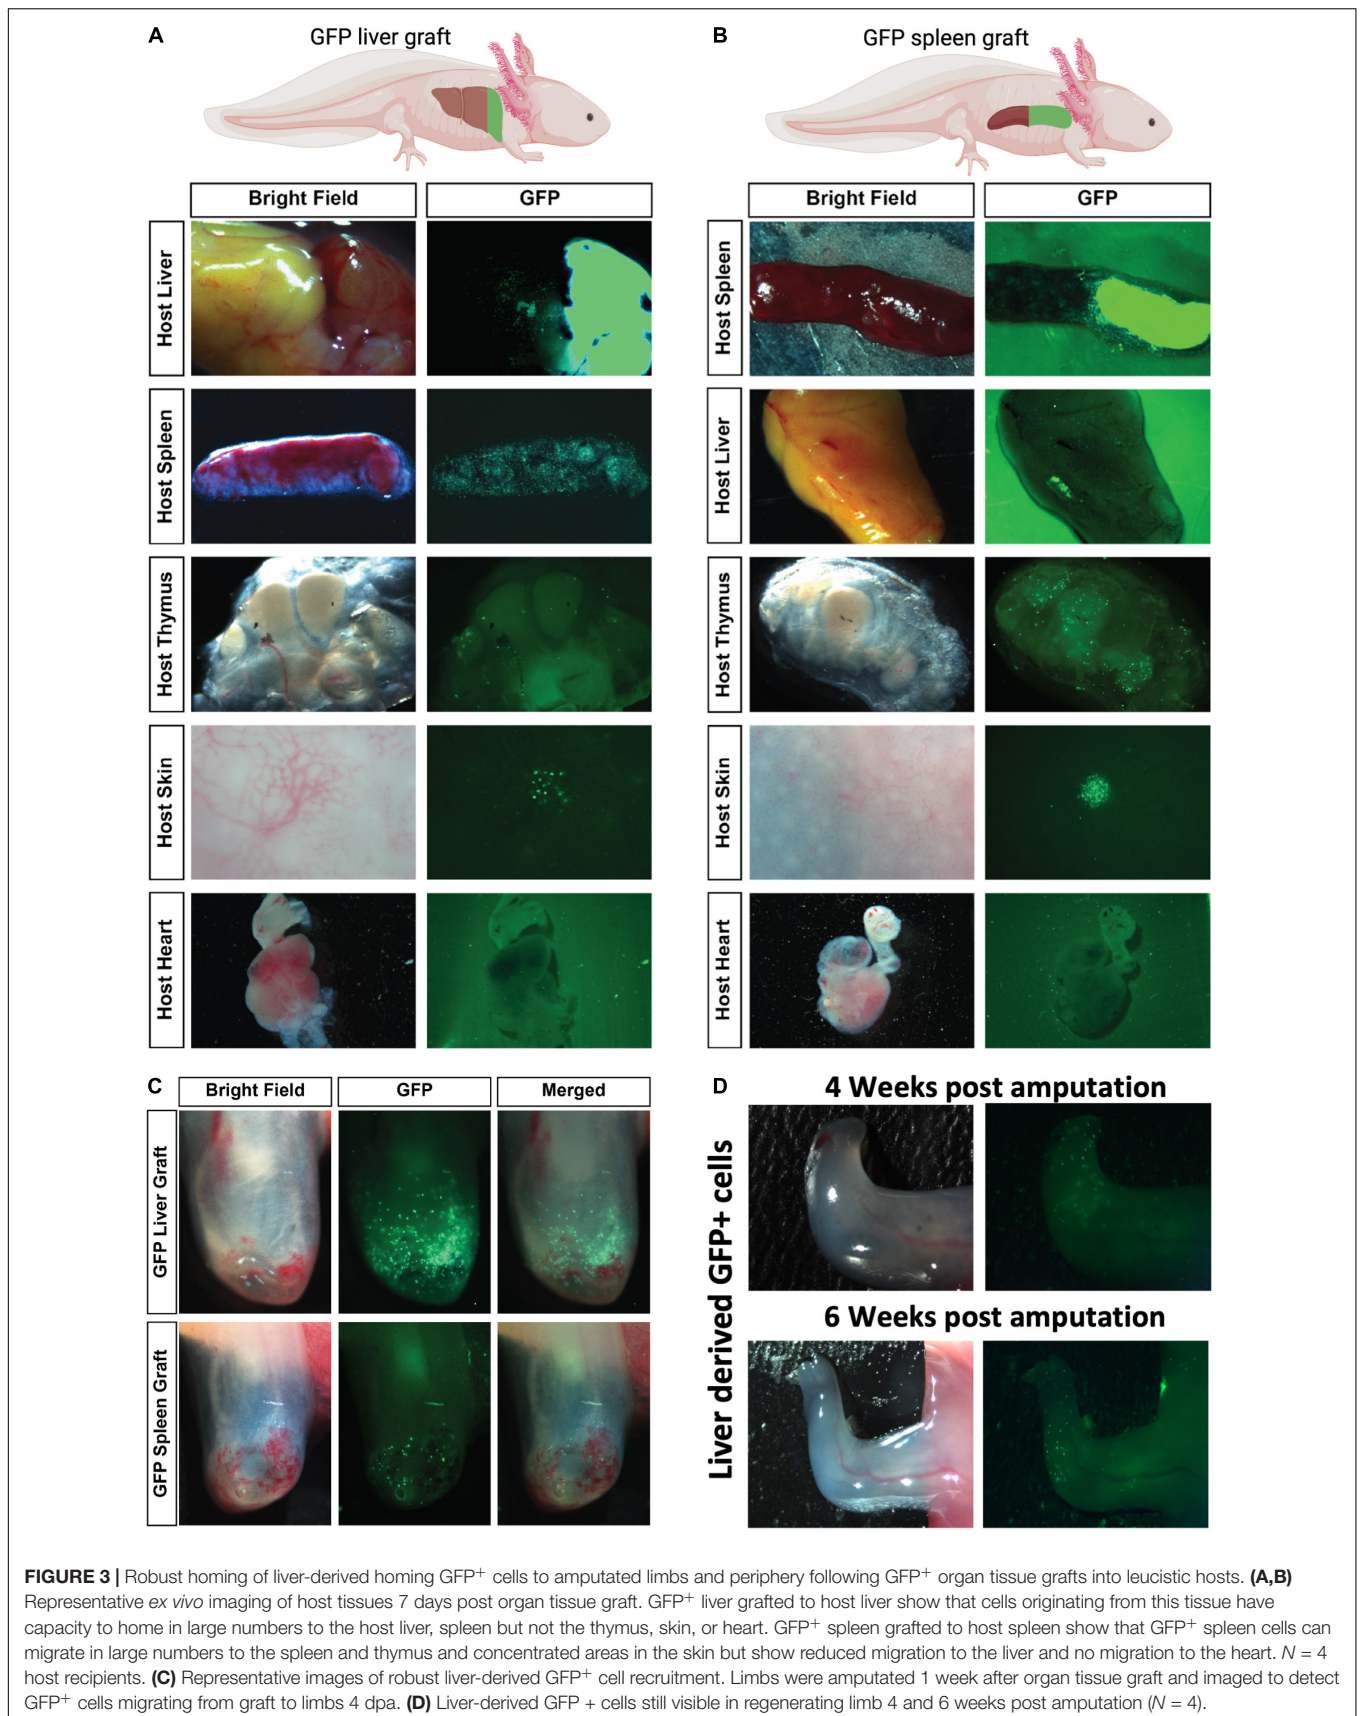 A
GFP liver graft
Bright Field
GFP
Host Liver
Host Spleen
Host Thymus
Host Skin
Host Heart
B
GFP spleen graft
Bright Field
GFP
Host Spleen
Host Liver
Host Thymus
Host Skin
Host Heart
C
Bright Field
GFP
Merged
GFP Liver Graft
GFP Spleen Graft
D
Liver derived GFP+ cells
4 Weeks post amputation
6 Weeks post amputation
FIGURE 3 | Robust homing of liver-derived homing GFP+ cells to amputated limbs and periphery following GFP+ organ tissue grafts into leucistic hosts. (A,B)
Representative ex vivo imaging of host tissues 7 days post organ tissue graft. GFP+ liver grafted to host liver show that cells originating from this tissue have
capacity to home in large numbers to the host liver, spleen but not the thymus, skin, or heart. GFP+ spleen grafted to host spleen show that GFP+ spleen cells can
migrate in large numbers to the spleen and thymus and concentrated areas in the skin but show reduced migration to the liver and no migration to the heart. N = 4
host recipients. (C) Representative images of robust liver-derived GFP+ cell recruitment. Limbs were amputated 1 week after organ tissue graft and imaged to detect
GFP+ cells migrating from graft to limbs 4 dpa. (D) Liver-derived GFP + cells still visible in regenerating limb 4 and 6 weeks post amputation (N = 4).